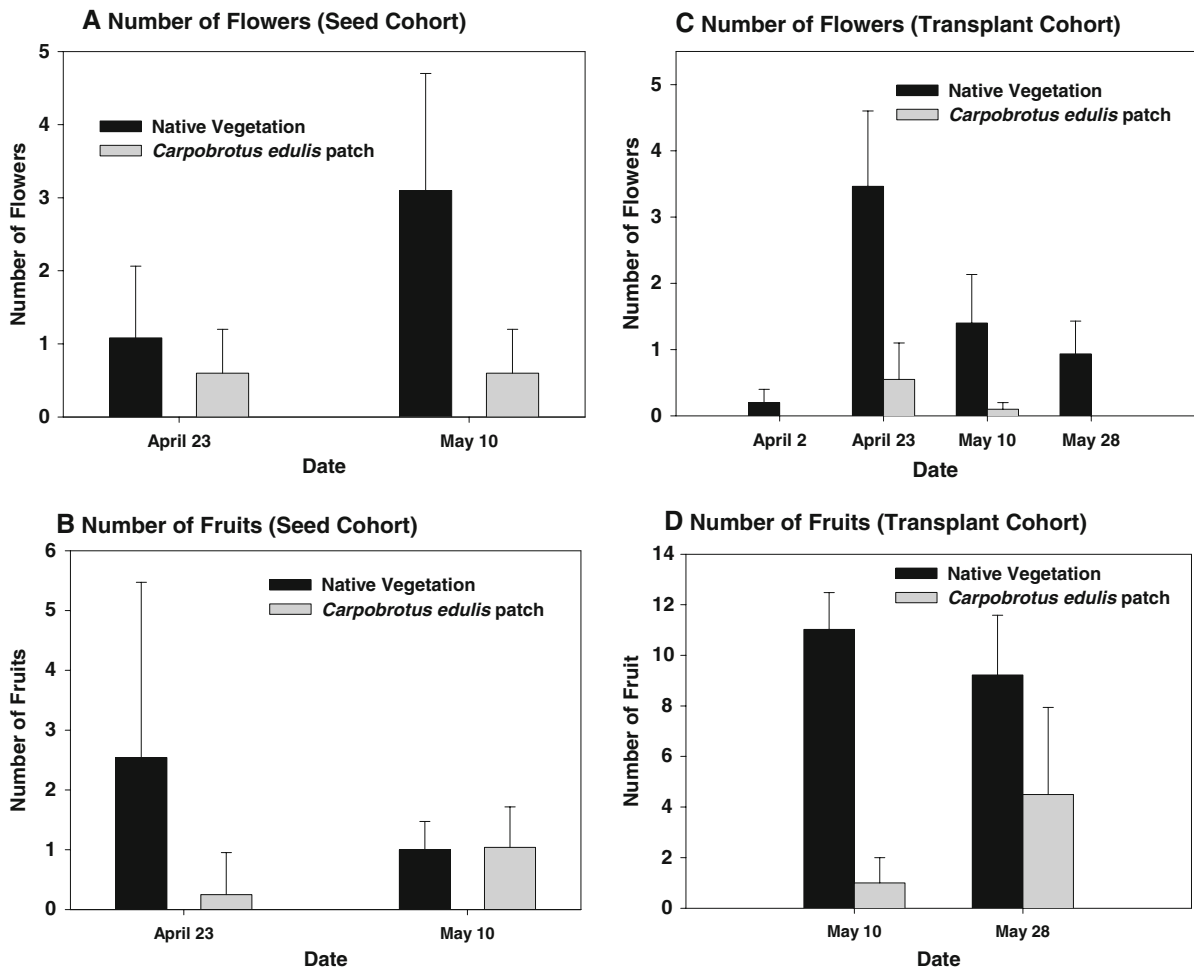 A Number of Flowers (Seed Cohort)
Number of Flowers
5
4
3
2
1
0
Native Vegetation
Carpobrotus edulis patch
April 23
May 10
Date
C Number of Flowers (Transplant Cohort)
Number of Flowers
5
4
3
2
1
0
Native Vegetation
Carpobrotus edulis patch
April 2
April 23
May 10
May 28
Date
B Number of Fruits (Seed Cohort)
Number of Fruits
6
5
4
3
2
1
0
Native Vegetation
Carpobrotus edulis patch
April 23
May 10
Date
D Number of Fruits (Transplant Cohort)
Number of Fruit
14
12
10
8
6
4
2
0
Native Vegetation
Carpobrotus edulis patch
May 10
May 28
Date